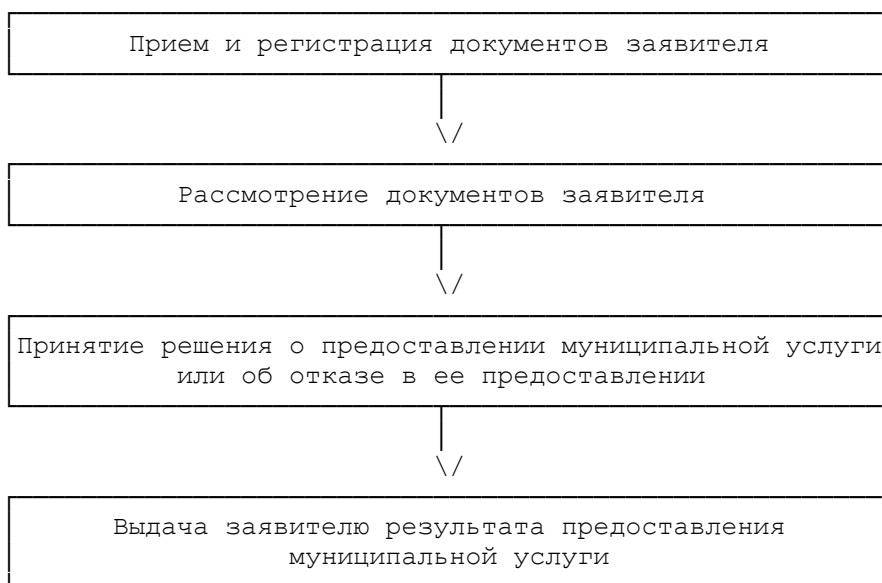 Прием и регистрация документов заявителя
\/
Рассмотрение документов заявителя
\/
Принятие решения о предоставлении муниципальной услуги
или об отказе в ее предоставлении
\/
Выдача заявителю результата предоставления
муниципальной услуги